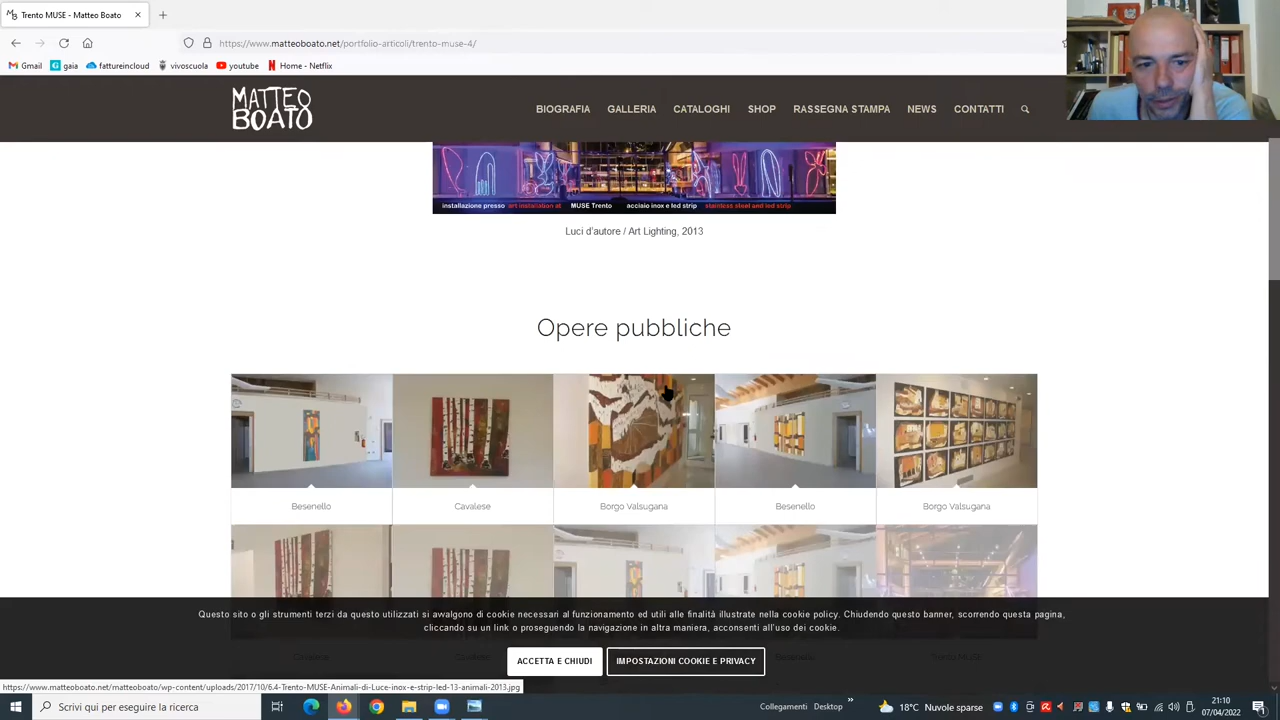 Trento MUSE - Matteo Boato
https://www.matteoboato.net/portfolio-articoli/trento-muse-4/
Gmail gaia fattureincloud vivoscuola youtube Home - Netflix
MATTEO
BOATO
BIOGRAFIA GALLERIA CATALOGHI SHOP RASSEGNA STAMPA NEWS CONTATTI
installazione presso art installation at MUSE Trento acciaio inox e led strip stainless steel and led strip
Luci d'autore / Art Lighting, 2013
Opere pubbliche
Besenello Cavalese Borgo Valsugana Besenello Borgo Valsugana
Questo sito o gli strumenti terzi da questo utilizzati si avvalgono di cookie necessari al funzionamento ed utili alle finalità illustrate nella cookie policy. Chiudendo questo banner, scorrendo questa pagina,
cliccando su un link o proseguendo la navigazione in altra maniera, acconsenti all'uso dei cookie.
ACCETTA E CHIUDI IMPOSTAZIONI COOKIE E PRIVACY
Cavalese Besenello Trento MUSE
https://www.matteoboato.net/matteoboato/wp-content/uploads/2017/10/6.4-Trento-MUSE-Animali-di-Luce-inox-e-strip-led-13-animali-2013.jpg
Scrivi qui per eseguire la ricerca
Collegamenti Desktop » 18°C Nuvole sparse
21:10
07/04/2022